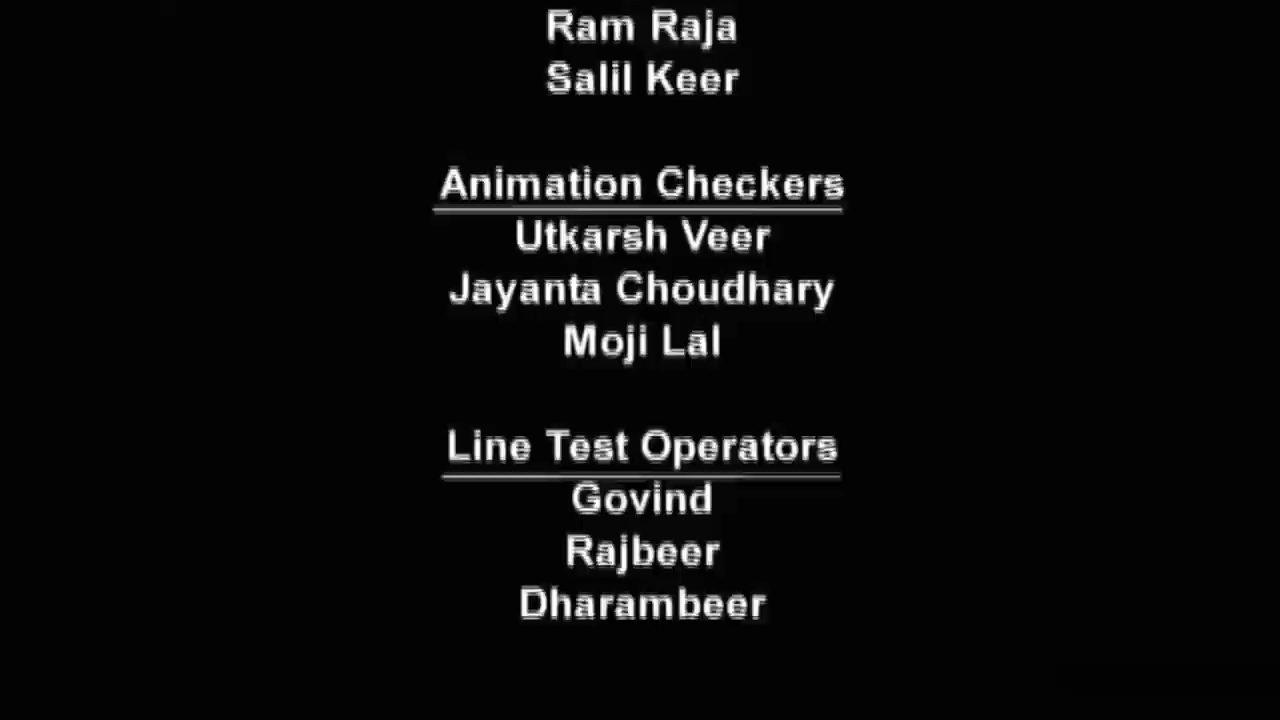 Ram Raja
Salil Keer
Animation Checkers
Utkarsh Veer
Jayanta Choudhary
Moji Lal
Line Test Operators
Govind
Rajbeer
Dharambeer